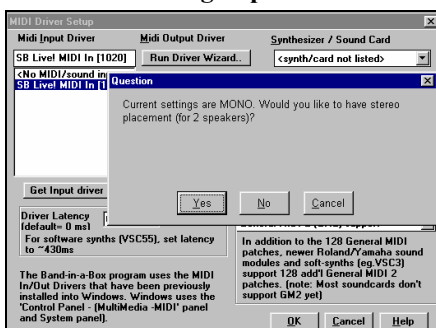 MIDI Driver Setup
Midi Input Driver
Midi Output Driver
Synthesizer / Sound Card
SB Live! MIDI In [1020]
Run Driver Wizard..
<synth/card not listed>
<No MIDI/sound in
SB Live! MIDI In [1
Question
Current settings are MONO. Would you like to have stereo
placement (for 2 speakers)?
Yes
No
Cancel
Get Input driver
Driver Latency
(default= 0 ms)
For software synths (VSC55), set latency
to ~430ms
In addition to the 128 General MIDI
patches, newer Roland/Yamaha sound
modules and soft-synths (eg.VSC3)
support 128 add'l General MIDI 2
patches. (note: Most soundcards don't
support GM2 yet)
The Band-in-a-Box program uses the MIDI
In/Out Drivers that have been previously
installed into Windows. Windows uses the
'Control Panel - (MultiMedia -MIDI' panel
and System panel).
OK
Cancel
Help